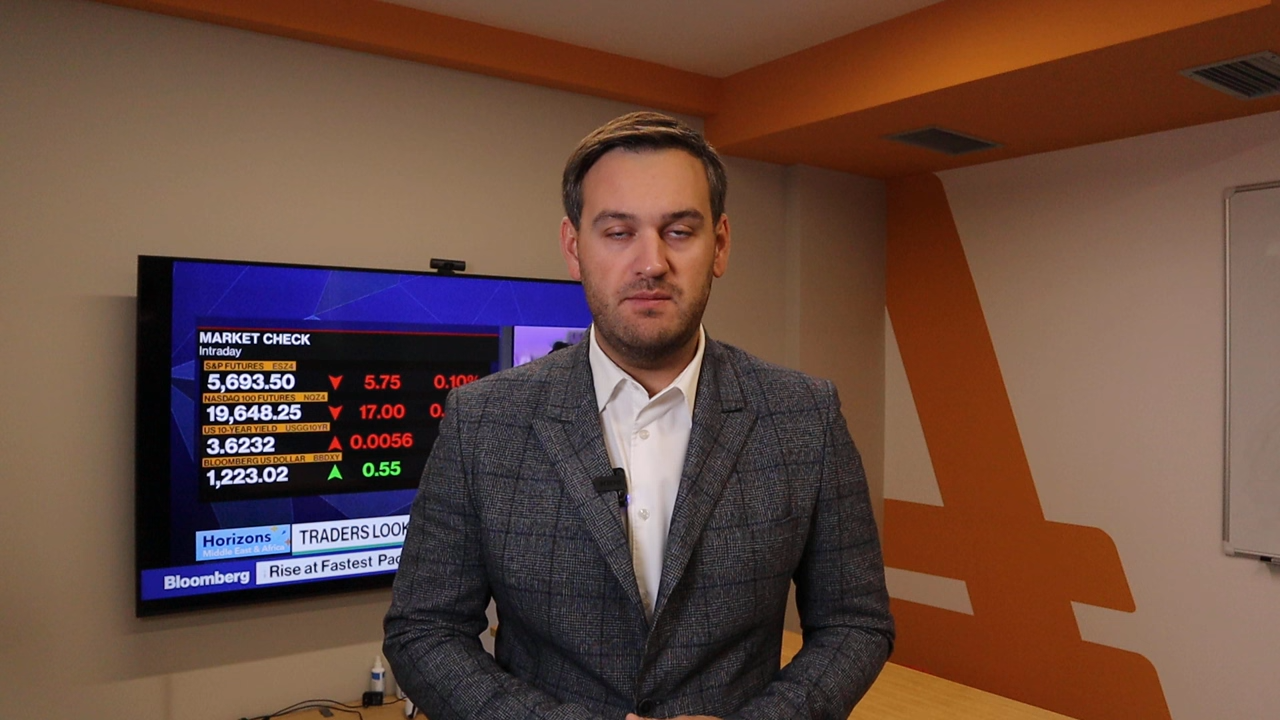 MARKET CHECK
Intraday
S&P FUTURES ESZ4
5,693.50 5.75 0.10%
NASDAQ 100 FUTURES NQZ4
19,648.25 17.00 0.
US 10-YEAR YIELD USGG10YR
3.6232 0.0056
BLOOMBERG US DOLLAR BBDXY
1,223.02 0.55
Horizons
Middle East & Africa
TRADERS LOOK
Bloomberg
Rise at Fastest Pac